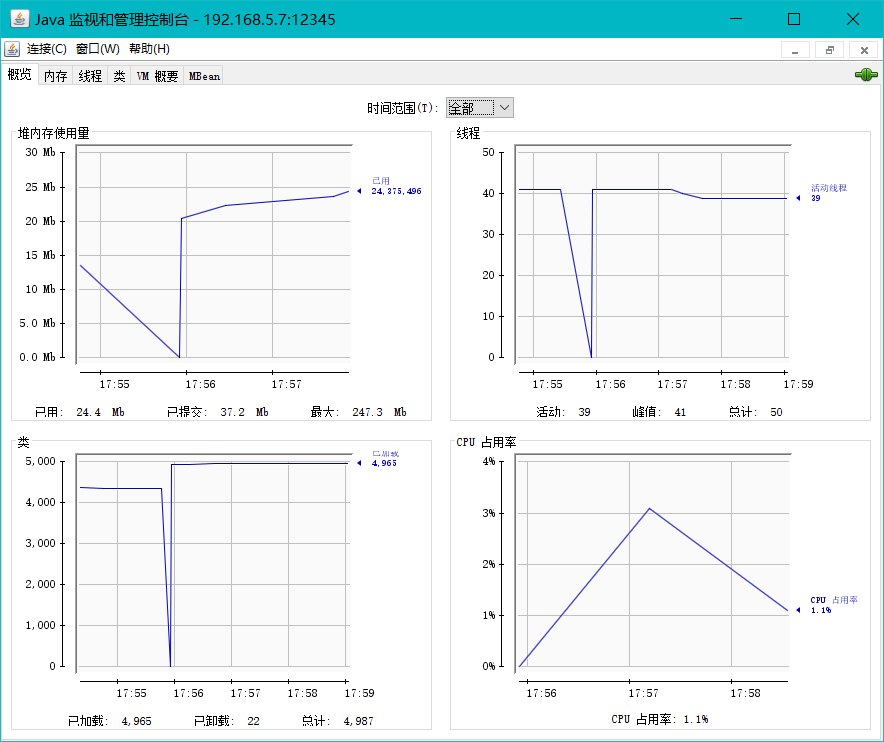 Java 监视和管理控制台 - 192.168.5.7:12345
连接(C) 窗口(W) 帮助(H)
概览 内存 线程 类 VM 概要 MBean
时间范围(T): 全部
堆内存使用量
30 Mb
25 Mb
20 Mb
15 Mb
10 Mb
5.0 Mb
0.0 Mb
已用
24,375,496
17:55 17:56 17:57
已用: 24.4 Mb 已提交: 37.2 Mb 最大: 247.3 Mb
线程
50
40
30
20
10
0
活动线程
39
17:55 17:56 17:57 17:58 17:59
活动: 39 峰值: 41 总计: 50
类
5,000
4,000
3,000
2,000
1,000
0
已加载
4,965
17:55 17:56 17:57 17:58 17:59
已加载: 4,965 已卸载: 22 总计: 4,987
CPU 占用率
4%
3%
2%
1%
0%
CPU 占用率
1.1%
17:56 17:57 17:58
CPU 占用率: 1.1%